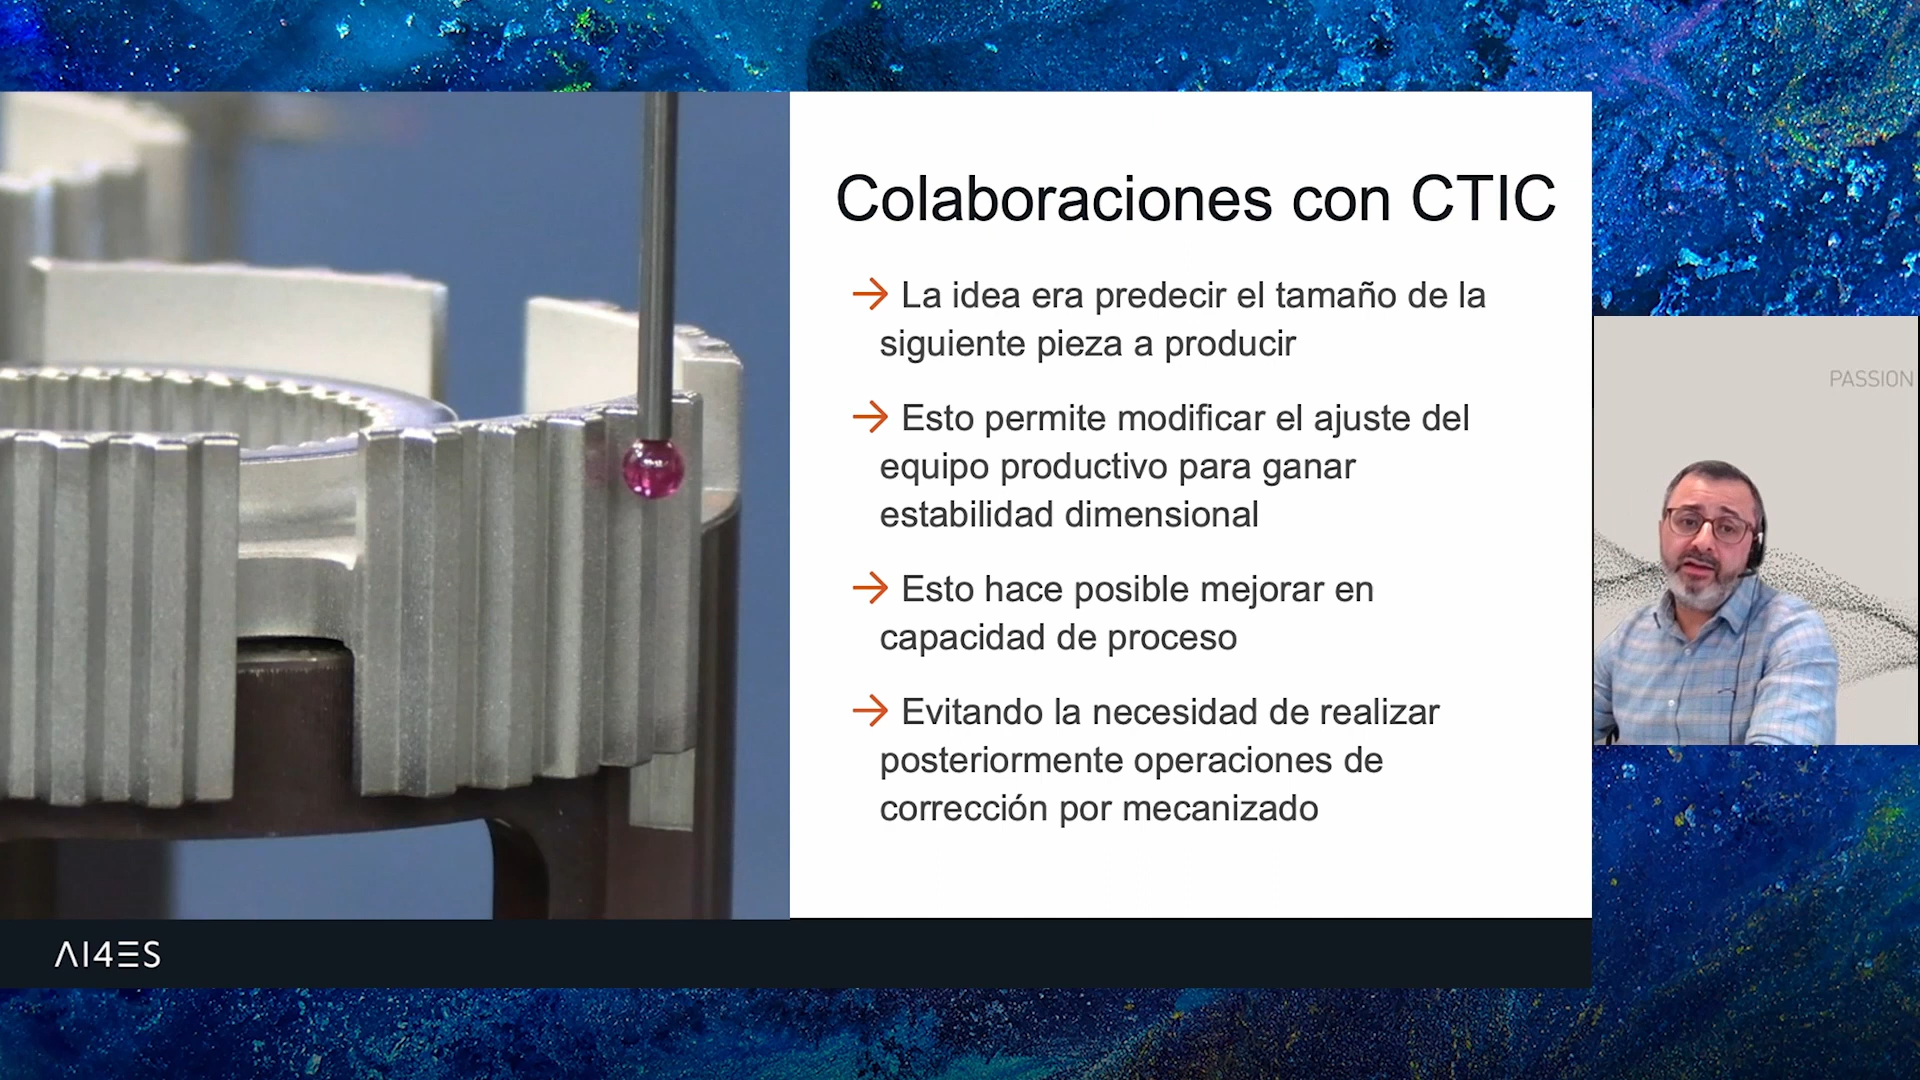 Colaboraciones con CTIC
→ La idea era predecir el tamaño de la
siguiente pieza a producir
→ Esto permite modificar el ajuste del
equipo productivo para ganar
estabilidad dimensional
→ Esto hace posible mejorar en
capacidad de proceso
→ Evitando la necesidad de realizar
posteriormente operaciones de
corrección por mecanizado
PASSION
AI4ES